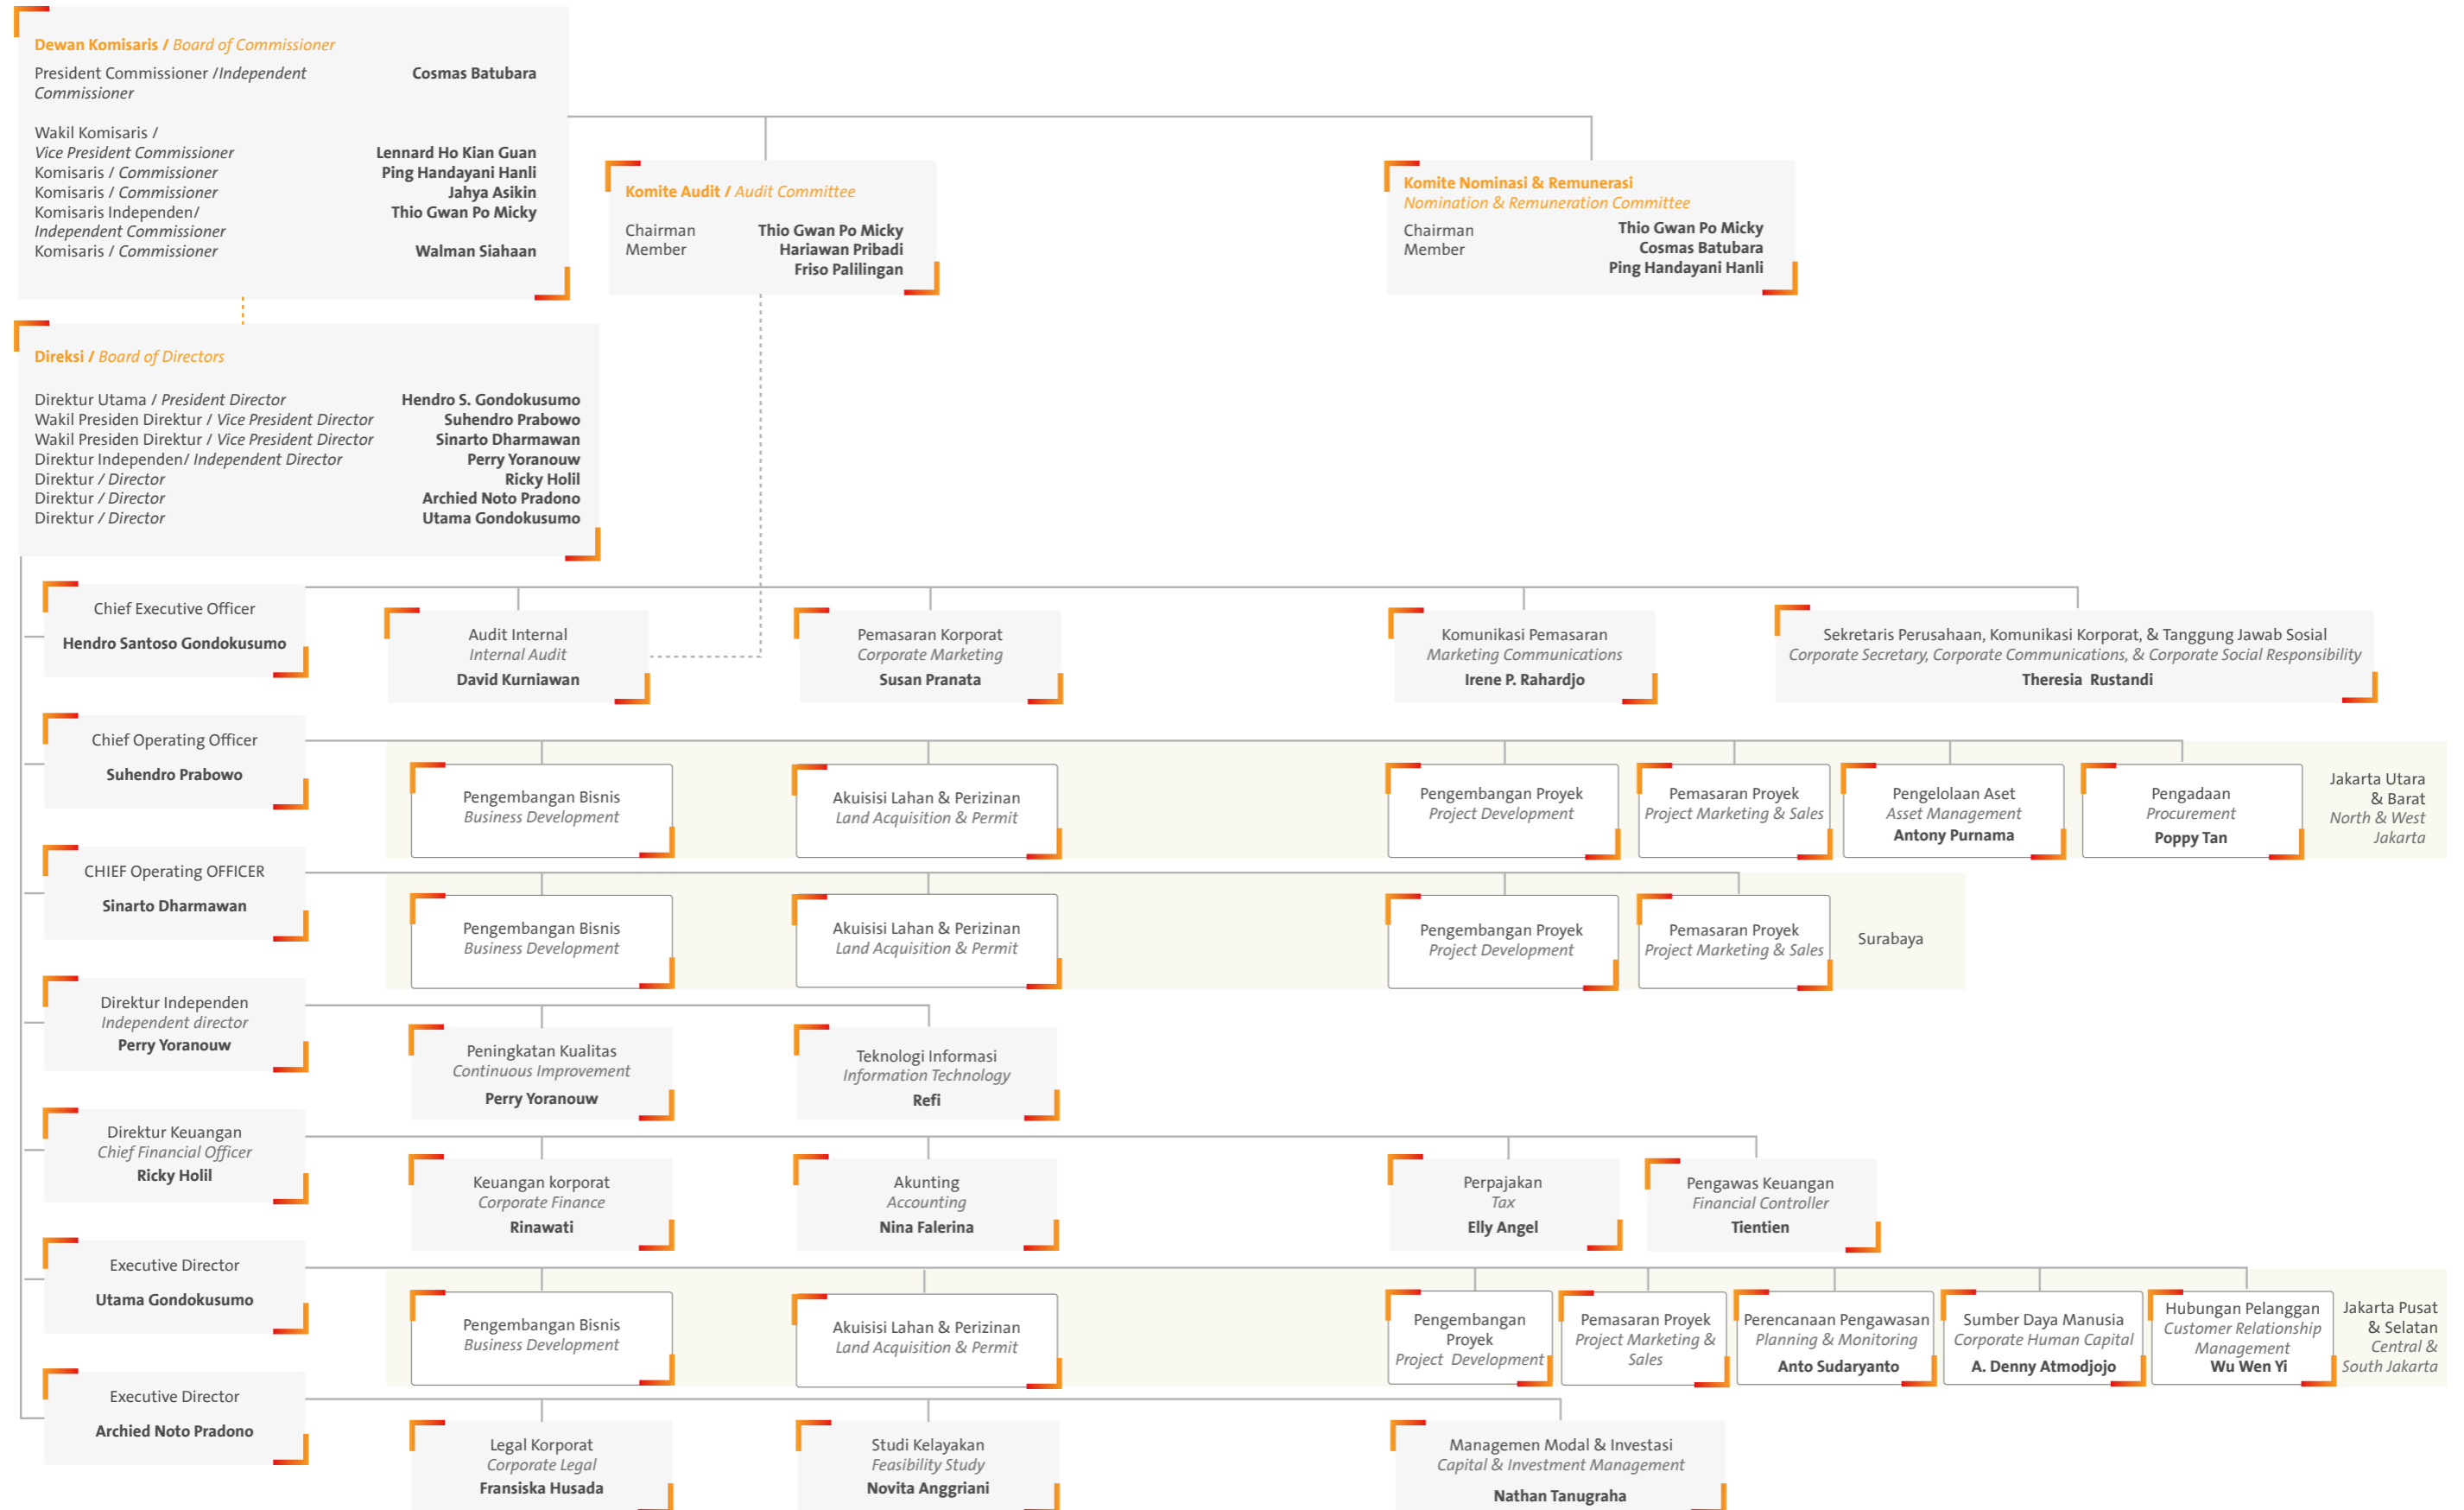 Dewan Komisaris / Board of Commissioner
President Commissioner /Independent Cosmas Batubara
Commissioner
Wakil Komisaris /
Vice President Commissioner Lennard Ho Kian Guan
Komisaris / Commissioner Ping Handayani Hanli
Komisaris / Commissioner Jahya Asikin
Komisaris Independen/ Thio Gwan Po Micky
Independent Commissioner
Komisaris / Commissioner Walman Siahaan
Komite Audit / Audit Committee
Chairman Thio Gwan Po Micky
Member Hariawan Pribadi
Friso Palilingan
Komite Nominasi & Remunerasi
Nomination & Remuneration Committee
Chairman Thio Gwan Po Micky
Member Cosmas Batubara
Ping Handayani Hanli
Direksi / Board of Directors
Direktur Utama / President Director Hendro S. Gondokusumo
Wakil Presiden Direktur / Vice President Director Suhendro Prabowo
Wakil Presiden Direktur / Vice President Director Sinarto Dharmawan
Direktur Independen/ Independent Director Perry Yoranouw
Direktur / Director Ricky Holil
Direktur / Director Archied Noto Pradono
Direktur / Director Utama Gondokusumo
Chief Executive Officer
Hendro Santoso Gondokusumo
Audit Internal
Internal Audit
David Kurniawan
Pemasaran Korporat
Corporate Marketing
Susan Pranata
Komunikasi Pemasaran
Marketing Communications
Irene P. Rahardjo
Sekretaris Perusahaan, Komunikasi Korporat, & Tanggung Jawab Sosial
Corporate Secretary, Corporate Communications, & Corporate Social Responsibility
Theresia Rustandi
Chief Operating Officer
Suhendro Prabowo
Pengembangan Bisnis
Business Development
Akuisisi Lahan & Perizinan
Land Acquisition & Permit
Pengembangan Proyek
Project Development
Pemasaran Proyek
Project Marketing & Sales
Pengelolaan Aset
Asset Management
Antony Purnama
Pengadaan
Procurement
Poppy Tan
Jakarta Utara
& Barat
North & West
Jakarta
CHIEF Operating OFFICER
Sinarto Dharmawan
Pengembangan Bisnis
Business Development
Akuisisi Lahan & Perizinan
Land Acquisition & Permit
Pengembangan Proyek
Project Development
Pemasaran Proyek
Project Marketing & Sales
Surabaya
Direktur Independen
Independent director
Perry Yoranouw
Peningkatan Kualitas
Continuous Improvement
Perry Yoranouw
Teknologi Informasi
Information Technology
Refi
Direktur Keuangan
Chief Financial Officer
Ricky Holil
Keuangan korporat
Corporate Finance
Rinawati
Akunting
Accounting
Nina Falerina
Perpajakan
Tax
Elly Angel
Pengawas Keuangan
Financial Controller
Tientien
Executive Director
Utama Gondokusumo
Pengembangan Bisnis
Business Development
Akuisisi Lahan & Perizinan
Land Acquisition & Permit
Pengembangan
Proyek
Project Development
Pemasaran Proyek
Project Marketing &
Sales
Perencanaan Pengawasan
Planning & Monitoring
Anto Sudaryanto
Sumber Daya Manusia
Corporate Human Capital
A. Denny Atmodjojo
Hubungan Pelanggan
Customer Relationship
Management
Wu Wen Yi
Jakarta Pusat
& Selatan
Central &
South Jakarta
Executive Director
Archied Noto Pradono
Legal Korporat
Corporate Legal
Fransiska Husada
Studi Kelayakan
Feasibility Study
Novita Anggriani
Managemen Modal & Investasi
Capital & Investment Management
Nathan Tanugraha